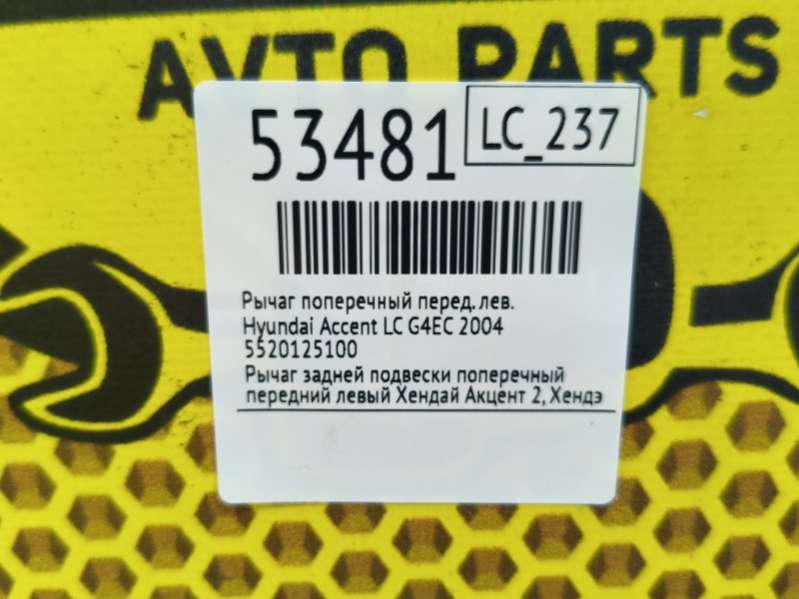 AVTO PARTS
53481
LC_237
Рычаг поперечный перед. лев.
Hyundai Accent LC G4EC 2004
5520125100
Рычаг задней подвески поперечный
передний левый Хендай Акцент 2, Хендэ